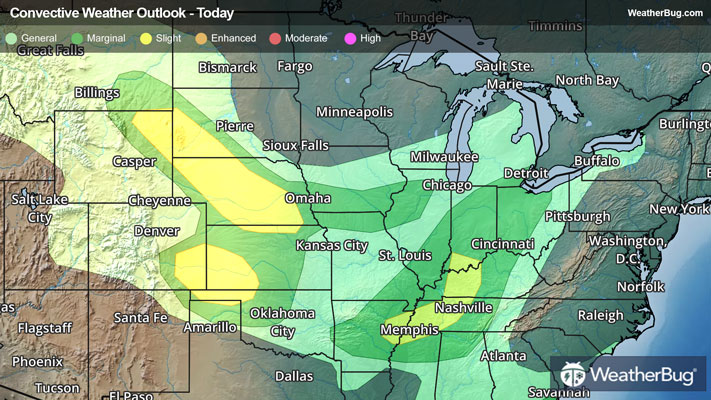 Convective Weather Outlook - Today
WeatherBug.com
General Marginal Slight Enhanced Moderate High
Thunder
Bay
Timmins
Great Falls
Bismarck
Fargo
Sault Ste.
Marie
North Bay
Billings
Minneapolis
Pierre
Burlington
Sioux Falls
Casper
Milwaukee
Detroit
Buffalo
Chicago
Salt Lake
City
Cheyenne
Omaha
New York
Pittsburgh
Denver
Kansas City
St. Louis
Cincinnati
Washington,
D.C.
Norfolk
Nashville
as
Santa Fe
Oklahoma
City
Raleigh
Flagstaff
Amarillo
Memphis
Atlanta
Phoenix
Dallas
Tucson
El Paso
Savannah
WeatherBug®